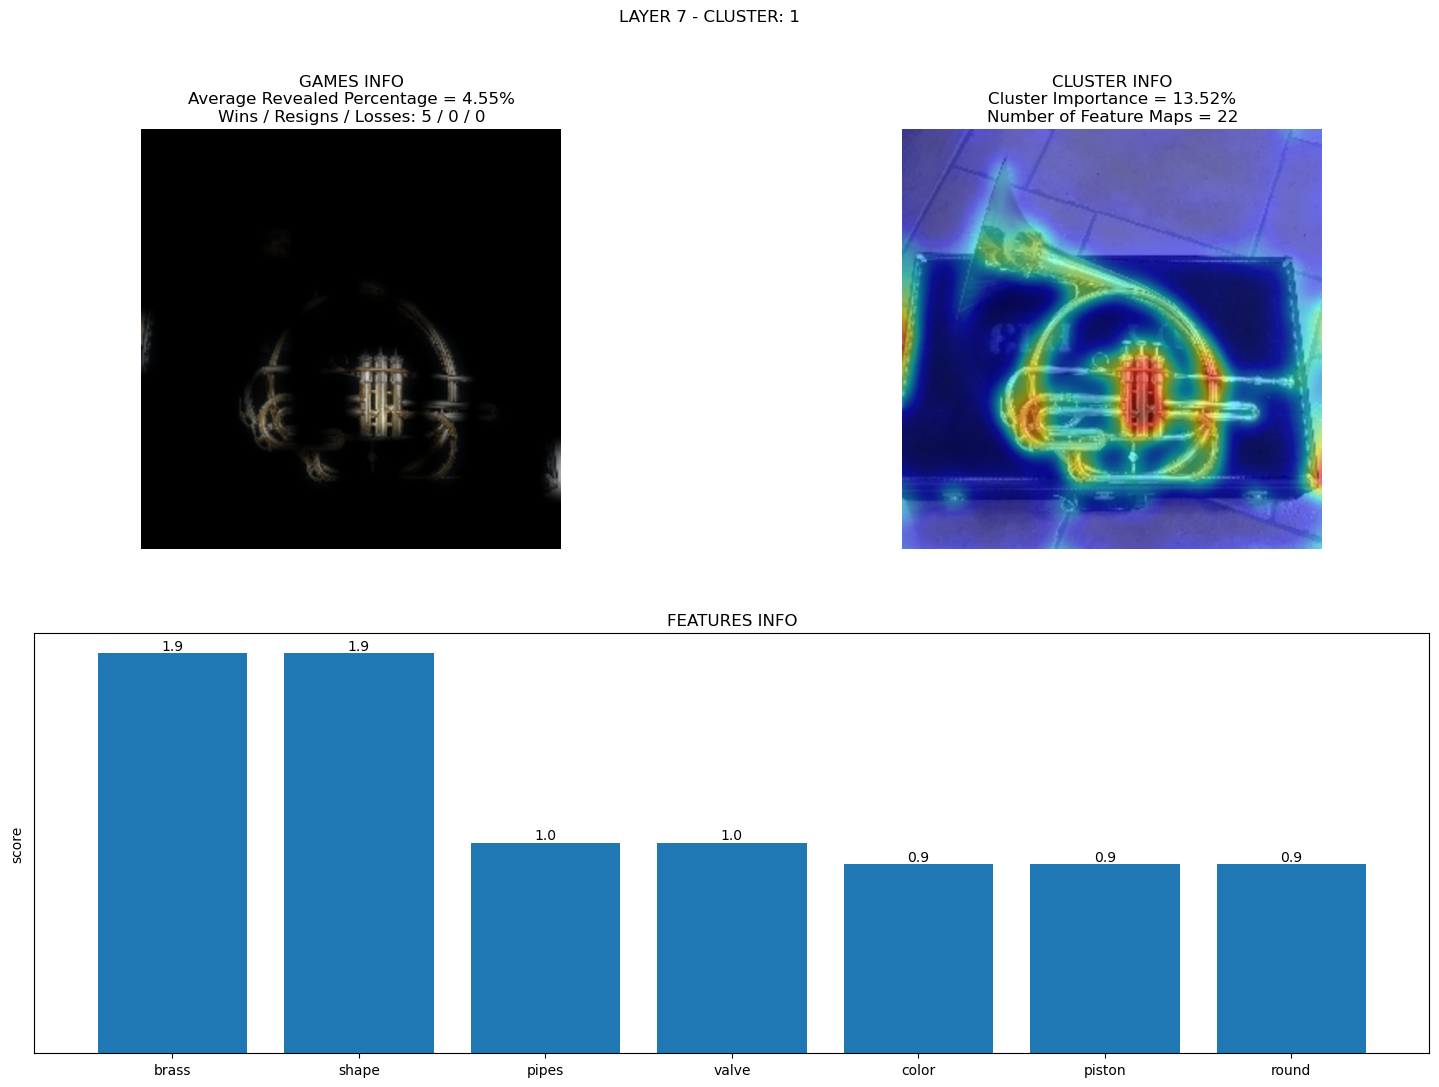 LAYER 7 - CLUSTER: 1
GAMES INFO
Average Revealed Percentage = 4.55%
Wins / Resigns / Losses: 5 / 0 / 0
CLUSTER INFO
Cluster Importance = 13.52%
Number of Feature Maps = 22
FEATURES INFO
score
1.9
1.9
1.0
1.0
0.9
0.9
0.9
brass
shape
pipes
valve
color
piston
round